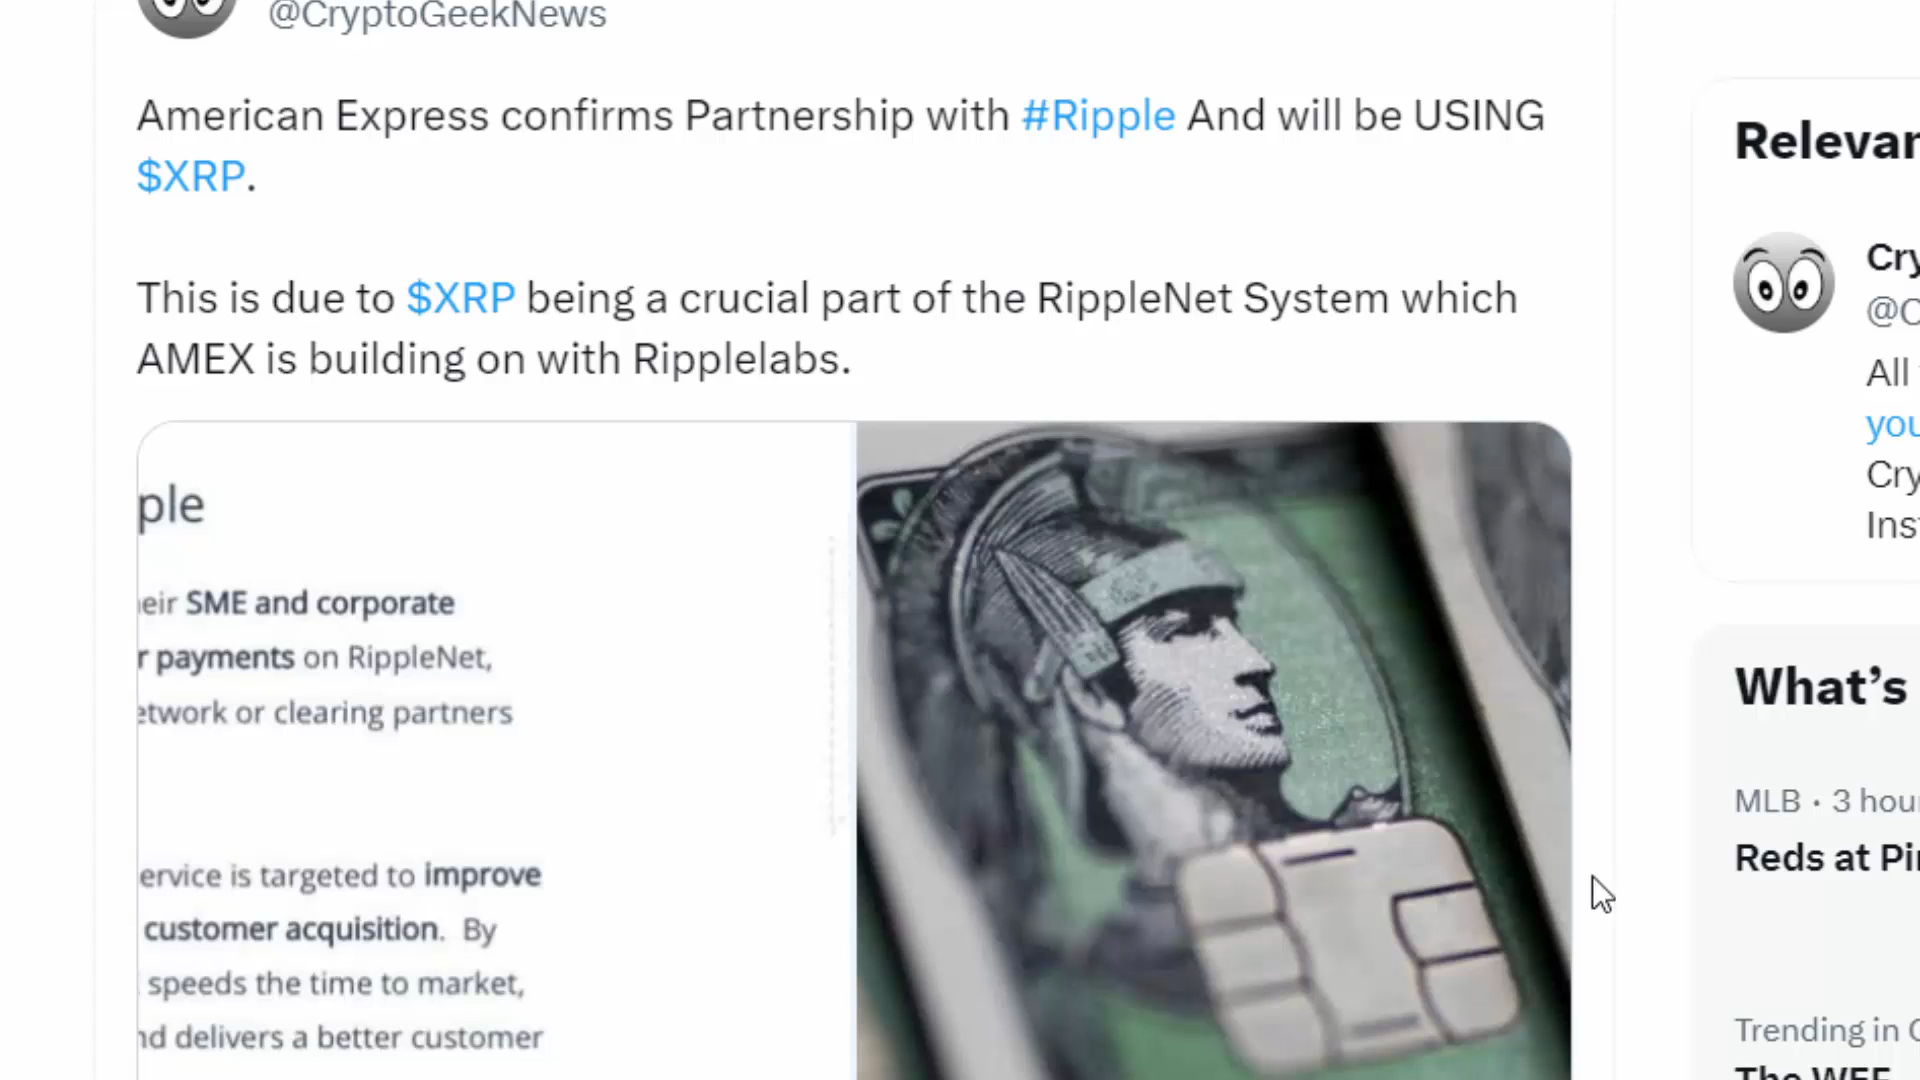 @CryptoGeekNews
American Express confirms Partnership with #Ripple And will be USING
$XRP.
This is due to $XRP being a crucial part of the RippleNet System which
AMEX is building on with Ripplelabs.
ple
eir SME and corporate
r payments on RippleNet,
etwork or clearing partners
ervice is targeted to improve
customer acquisition. By
speeds the time to market,
nd delivers a better customer
Relevan
Cry
@C
All
you
Cry
Ins
What's
MLB · 3 hou
Reds at Pi
Trending in
The WEF